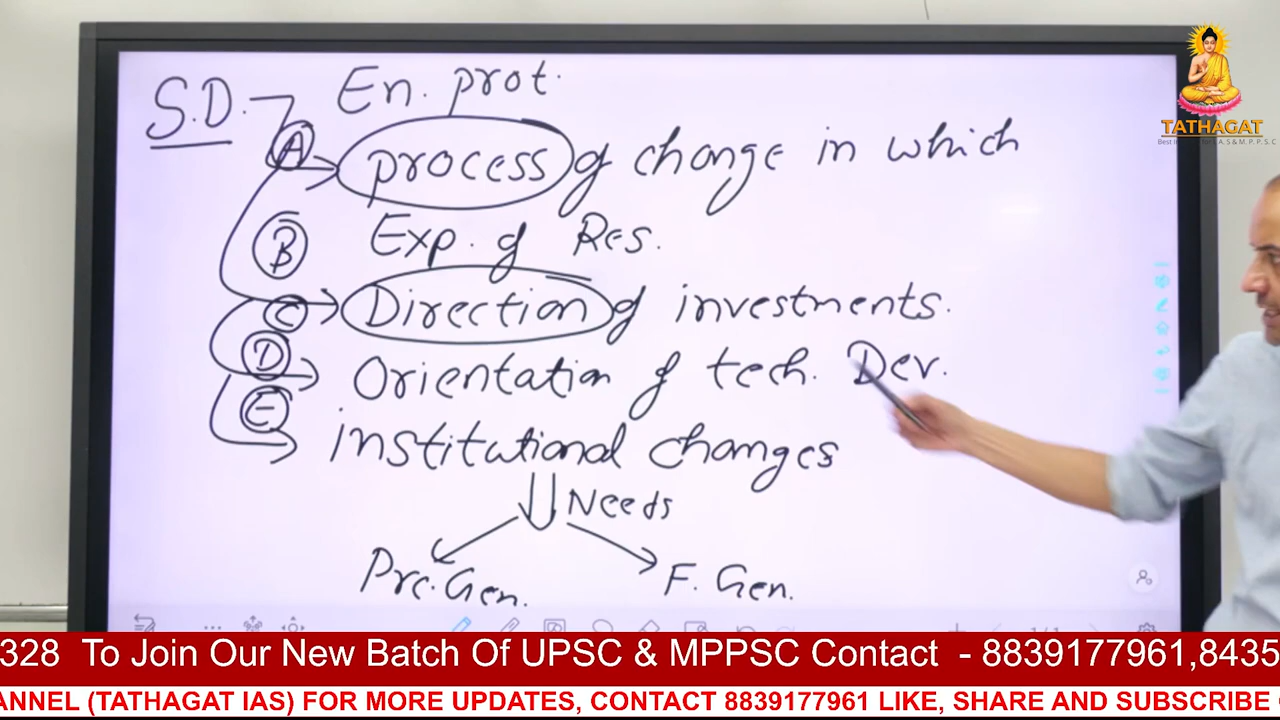 S.D.
En. prot.
A process of change in which
B Exp. of Res.
C Direction of investments.
D Orientation of tech. Dev.
E institutional changes
Needs
Pre. Gen. F. Gen.
TATHAGAT
328 To Join Our New Batch Of UPSC & MPPSC Contact - 8839177961,8435
ANNEL (TATHAGAT IAS) FOR MORE UPDATES, CONTACT 8839177961 LIKE, SHARE AND SUBSCRIBE